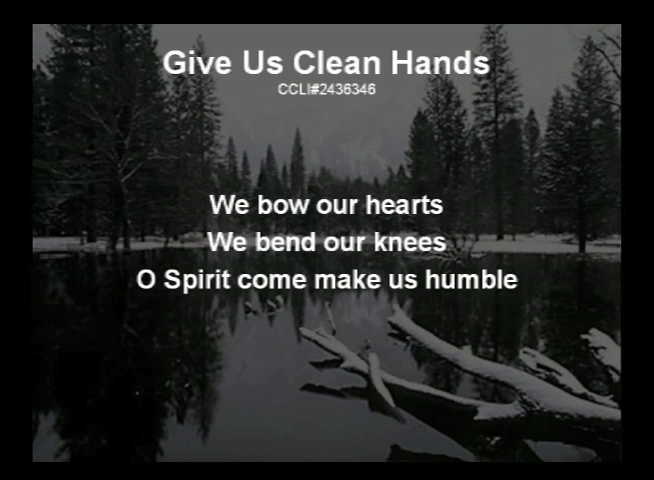 Give Us Clean Hands
CCLI#2436346
We bow our hearts
We bend our knees
O Spirit come make us humble